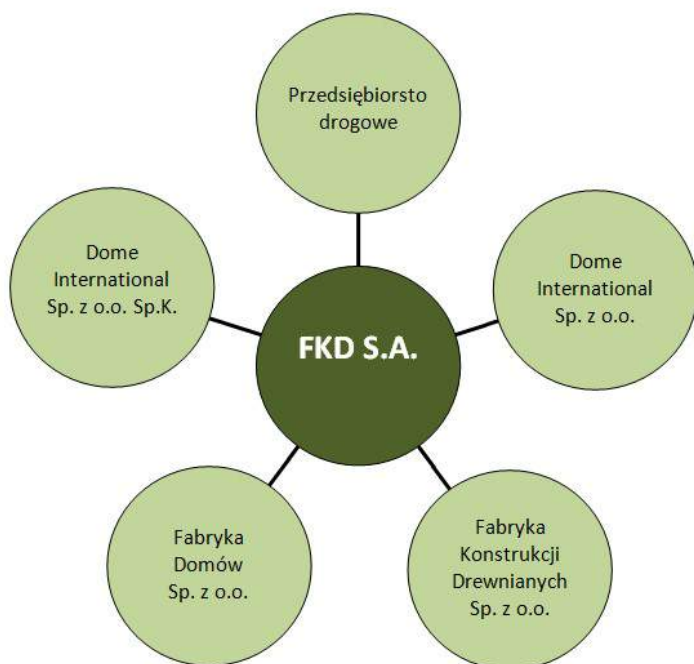 Przedsiębiorsto
drogowe
Dome
International
Sp. z o.o. Sp.K.
Dome
International
Sp. z o.o.
FKD S.A.
Fabryka
Domów
Sp. z o.o.
Fabryka
Konstrukcji
Drewnianych
Sp. z o.o.